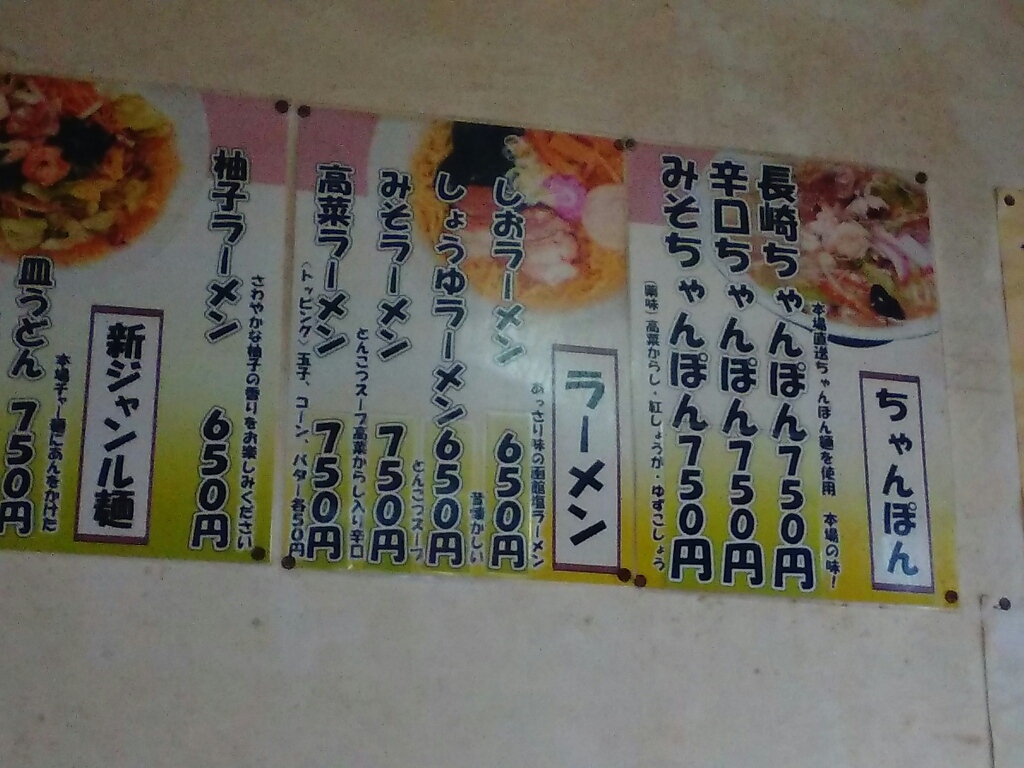 ちゃんぽん
本場直送ちゃんぽん麺を使用 本場の味！
長崎ちゃんぽん750円
辛口ちゃんぽん750円
みそちゃんぽん750円
（薬味）高菜からし・紅しょうが・ゆずこしょう
ラーメン
あっさり味の函館塩ラーメン
しおラーメン 650円
昔懐かしい
しょうゆラーメン650円
とんこつスープ
みそラーメン 750円
とんこつスープ高菜からし入り辛口
高菜ラーメン 750円
（トッピング）玉子、コーン、バター各50円
さわやかな柚子の香りをお楽しみください
柚子ラーメン 650円
新ジャンル麺
本場チャー麺にあんをかけた
皿うどん 750円